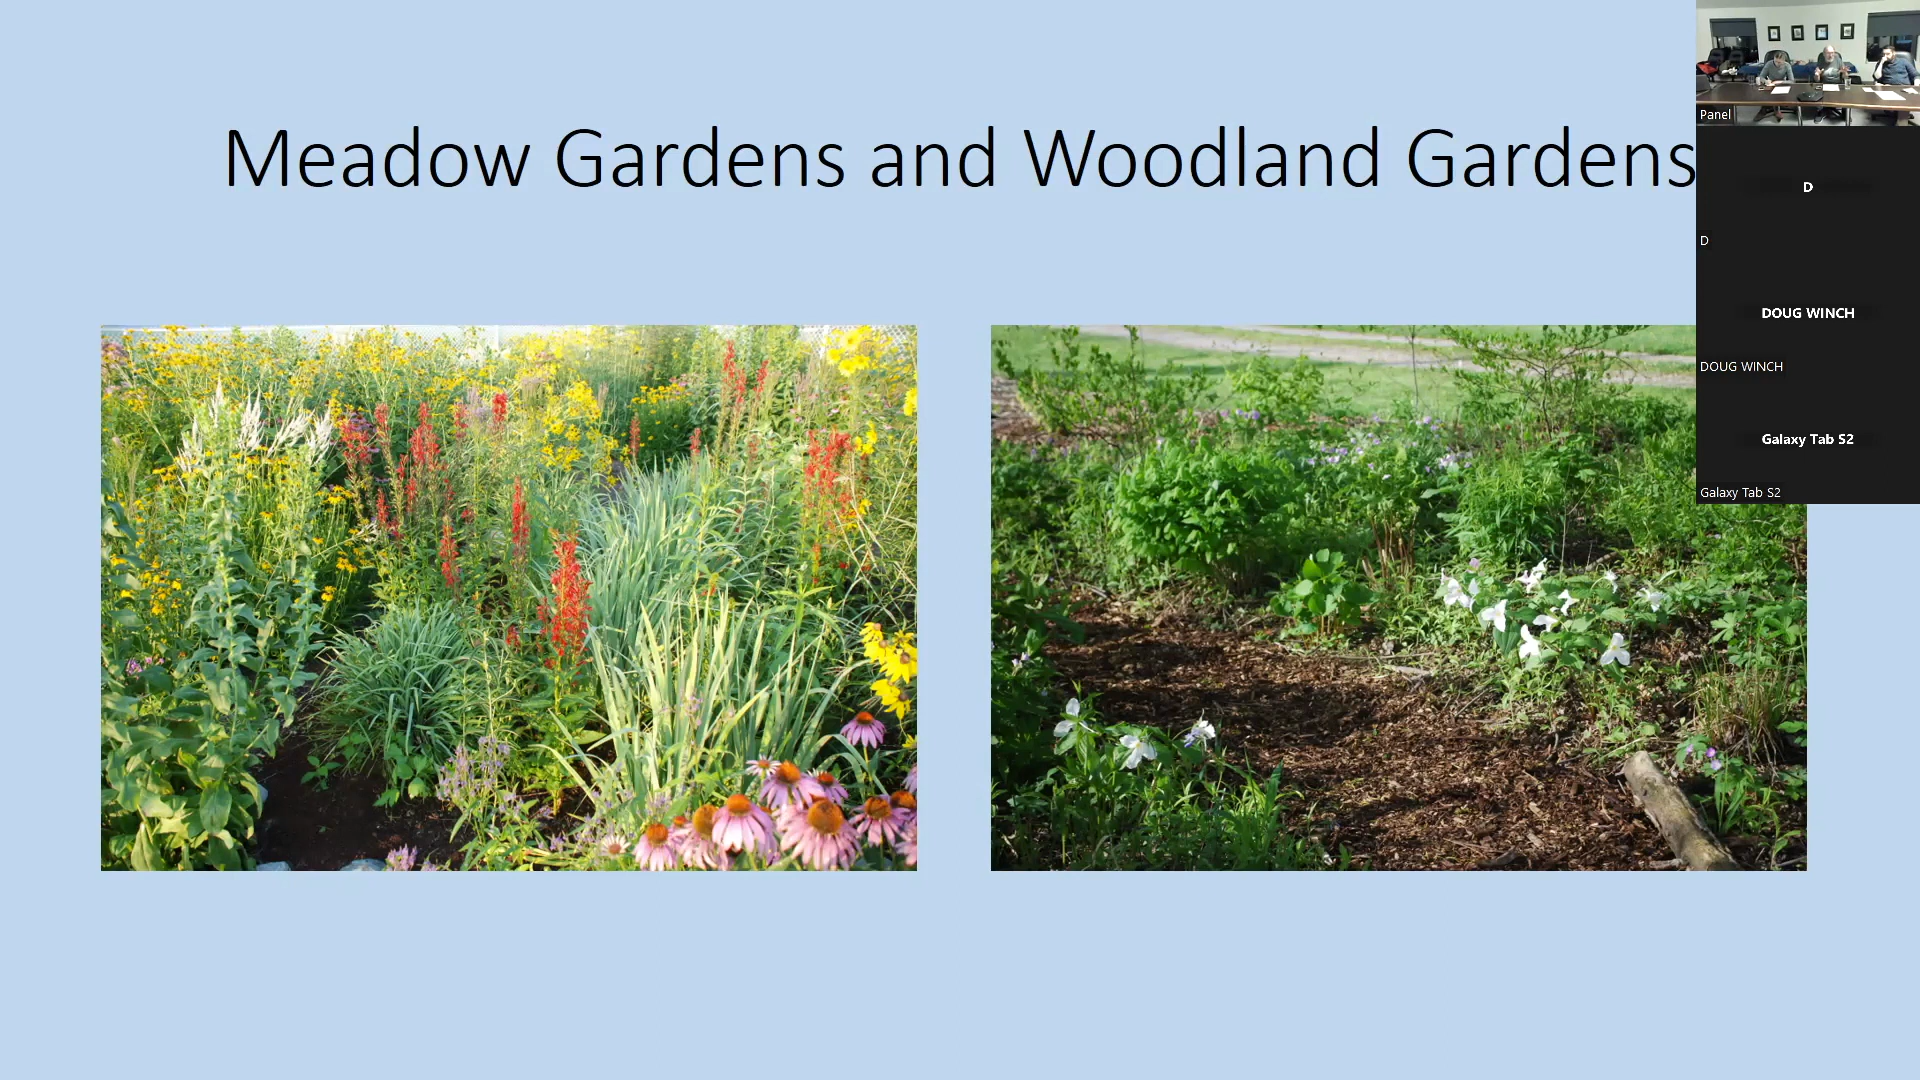 Meadow Gardens and Woodland Gardens
Panel
D
D
DOUG WINCH
DOUG WINCH
Galaxy Tab S2
Galaxy Tab S2